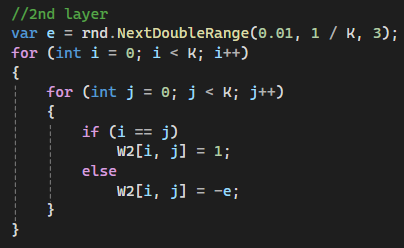 //2nd layer
var e = rnd.NextDoubleRange(0.01, 1 / K, 3);
for (int i = 0; i < K; i++)
{
    for (int j = 0; j < K; j++)
    {
        if (i == j)
            W2[i, j] = 1;
        else
            W2[i, j] = -e;
    }
}